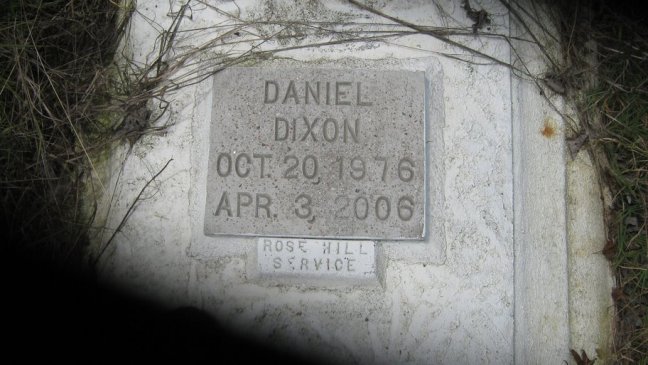 DANIEL
DIXON
OCT. 20, 1976
APR. 3, 2006
ROSE HILL
SERVICE